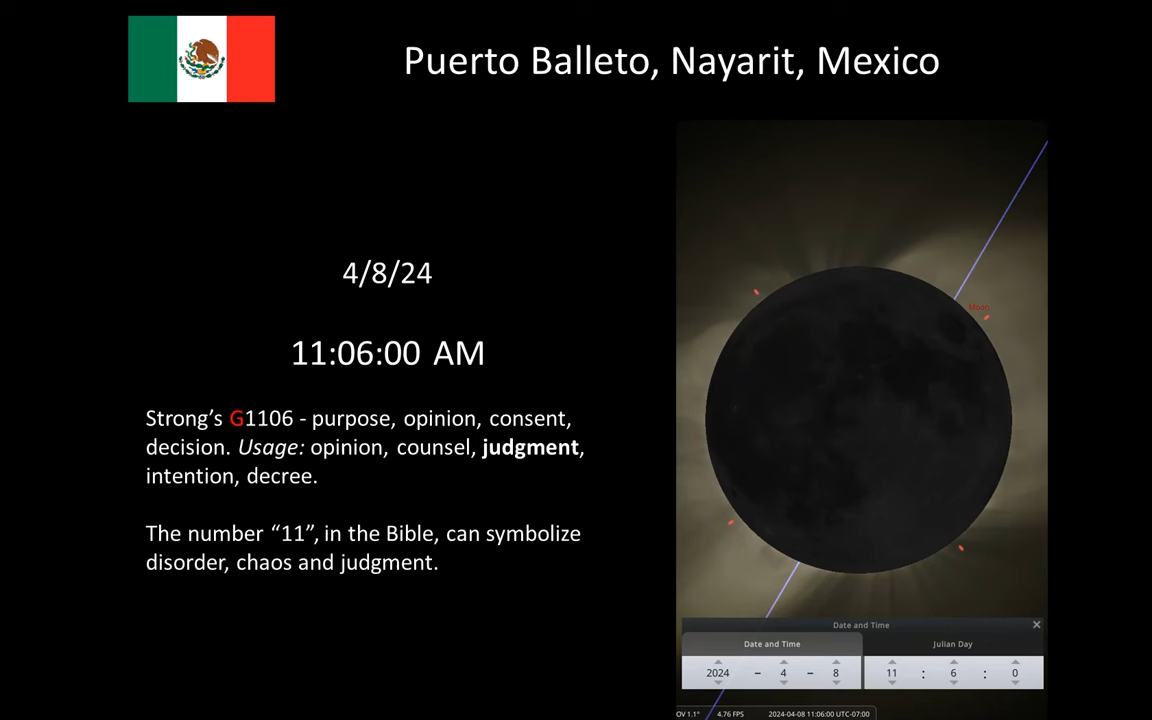 Puerto Balleto, Nayarit, Mexico
4/8/24
11:06:00 AM
Strong's G1106 - purpose, opinion, consent,
decision. Usage: opinion, counsel, judgment,
intention, decree.
The number "11", in the Bible, can symbolize
disorder, chaos and judgment.
Moon
Date and Time
Date and Time
Julian Day
2024 - 4 - 8 11 : 6 : 0
OV 1.1° 4.76 FPS 2024-04-08 11:06:00 UTC-07:00